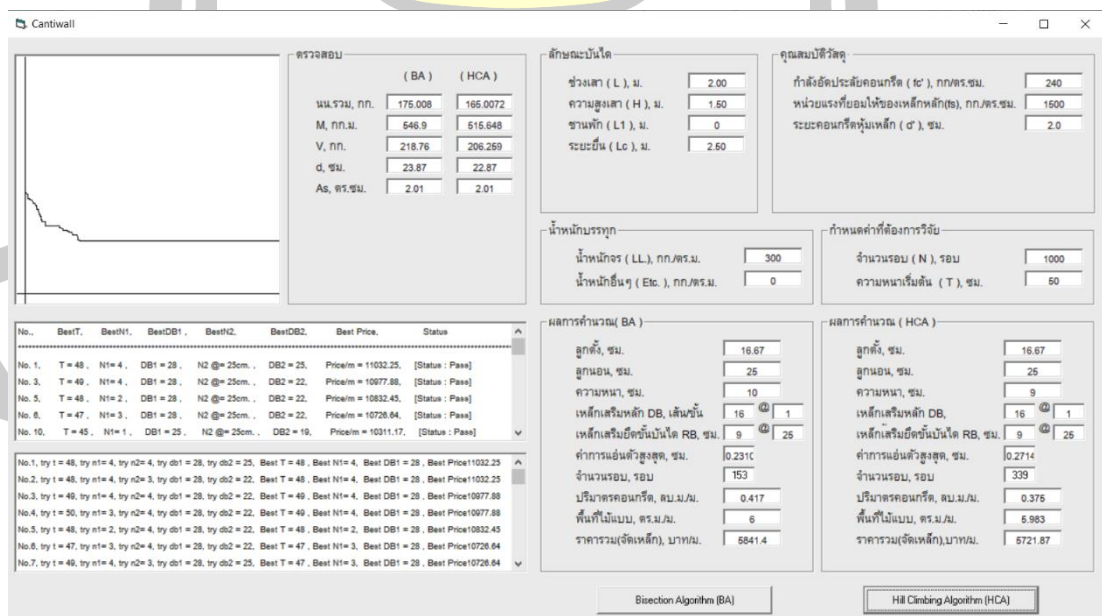 Cantiwall
ตรวจสอบ
( BA ) ( HCA )
นน.รวม, กก. 175.008 165.0072
M, กก.ม. 546.9 515.648
V, กก. 218.76 206.259
d, ซม. 23.87 22.87
As, ตร.ซม. 2.01 2.01
ลักษณะบันได
ช่วงเสา ( L ), ม. 2.00
ความสูงเสา ( H ), ม. 1.50
ชานพัก ( L1 ), ม. 0
ระยะยื่น ( Lc ), ม. 2.50
คุณสมบัติวัสดุ
กำลังอัดประลัยคอนกรีต ( fc' ), กก/ตร.ซม. 240
หน่วยแรงที่ยอมให้ของเหล็กหลัก(fs), กก./ตร.ซม. 1500
ระยะคอนกรีตหุ้มเหล็ก ( d' ), ซม. 2.0
น้ำหนักบรรทุก
น้ำหนักจร ( LL.), กก./ตร.ม. 300
น้ำหนักอื่นๆ ( Etc. ), กก./ตร.ม. 0
กำหนดค่าที่ต้องการวิจัย
จำนวนรอบ ( N ), รอบ 1000
ความหนาเริ่มต้น ( T ), ซม. 50
No., BestT, BestN1, BestDB1 , BestN2, BestDB2, Best Price, Status
No. 1, T = 48 , N1= 4 , DB1 = 28 , N2 @= 25cm. , DB2 = 25, Price/m = 11032.25, [Status : Pass]
No. 3, T = 49 , N1= 4 , DB1 = 28 , N2 @= 25cm. , DB2 = 22, Price/m = 10977.88, [Status : Pass]
No. 5, T = 48 , N1= 2 , DB1 = 28 , N2 @= 25cm. , DB2 = 22, Price/m = 10832.45, [Status : Pass]
No. 6, T = 47 , N1= 3 , DB1 = 28 , N2 @= 25cm. , DB2 = 22, Price/m = 10726.64, [Status : Pass]
No. 10, T = 45 , N1= 1 , DB1 = 25 , N2 @= 25cm. , DB2 = 19, Price/m = 10311.17, [Status : Pass]
No.1, try t = 48, try n1= 4, try n2= 4, try db1 = 28, try db2 = 25, Best T = 48 , Best N1= 4, Best DB1 = 28 , Best Price11032.25
No.2, try t = 48, try n1= 4, try n2= 3, try db1 = 28, try db2 = 22, Best T = 48 , Best N1= 4, Best DB1 = 28 , Best Price11032.25
No.3, try t = 49, try n1= 4, try n2= 4, try db1 = 28, try db2 = 22, Best T = 49 , Best N1= 4, Best DB1 = 28 , Best Price10977.88
No.4, try t = 50, try n1= 3, try n2= 4, try db1 = 28, try db2 = 22, Best T = 49 , Best N1= 4, Best DB1 = 28 , Best Price10977.88
No.5, try t = 48, try n1= 2, try n2= 4, try db1 = 28, try db2 = 22, Best T = 48 , Best N1= 2, Best DB1 = 28 , Best Price10832.45
No.6, try t = 47, try n1= 3, try n2= 4, try db1 = 28, try db2 = 22, Best T = 47 , Best N1= 3, Best DB1 = 28 , Best Price10726.64
No.7, try t = 49, try n1= 4, try n2= 3, try db1 = 28, try db2 = 25, Best T = 47 , Best N1= 3, Best DB1 = 28 , Best Price10726.64
ผลการคำนวณ( BA )
ลูกตั้ง, ซม. 16.67
ลูกนอน, ซม. 25
ความหนา, ซม. 10
เหล็กเสริมหลัก DB, เส้น/ขั้น 16 @ 1
เหล็กเสริมยึดขั้นบันได RB, ซม. 9 @ 25
ค่าการแอ่นตัวสูงสุด, ซม. 0.2310
จำนวนรอบ, รอบ 153
ปริมาตรคอนกรีต, ลบ.ม./ม. 0.417
พื้นที่ไม้แบบ, ตร.ม./ม. 6
ราคารวม(จัดเหล็ก), บาท/ม. 5841.4
ผลการคำนวณ ( HCA )
ลูกตั้ง, ซม. 16.67
ลูกนอน, ซม. 25
ความหนา, ซม. 9
เหล็กเสริมหลัก DB, 16 @ 1
เหล็กเสริมยึดขั้นบันได RB, ซม. 9 @ 25
ค่าการแอ่นตัวสูงสุด, ซม. 0.2714
จำนวนรอบ, รอบ 339
ปริมาตรคอนกรีต, ลบ.ม./ม. 0.375
พื้นที่ไม้แบบ, ตร.ม./ม. 5.983
ราคารวม(จัดเหล็ก),บาท/ม. 5721.87
Bisection Algorithm (BA)
Hill Climbing Algorithm (HCA)